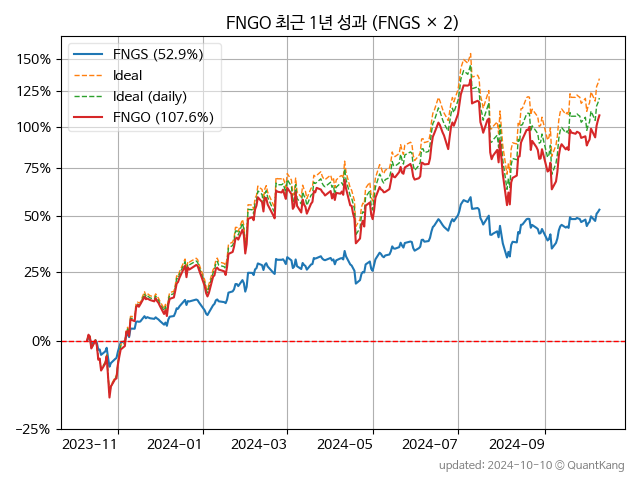 FNGO 최근 1년 성과 (FNGS × 2)
FNGS (52.9%)
Ideal
Ideal (daily)
FNGO (107.6%)
150%
125%
100%
75%
50%
25%
0%
−25%
2023-11
2024-01
2024-03
2024-05
2024-07
2024-09
updated: 2024-10-10 © QuantKang